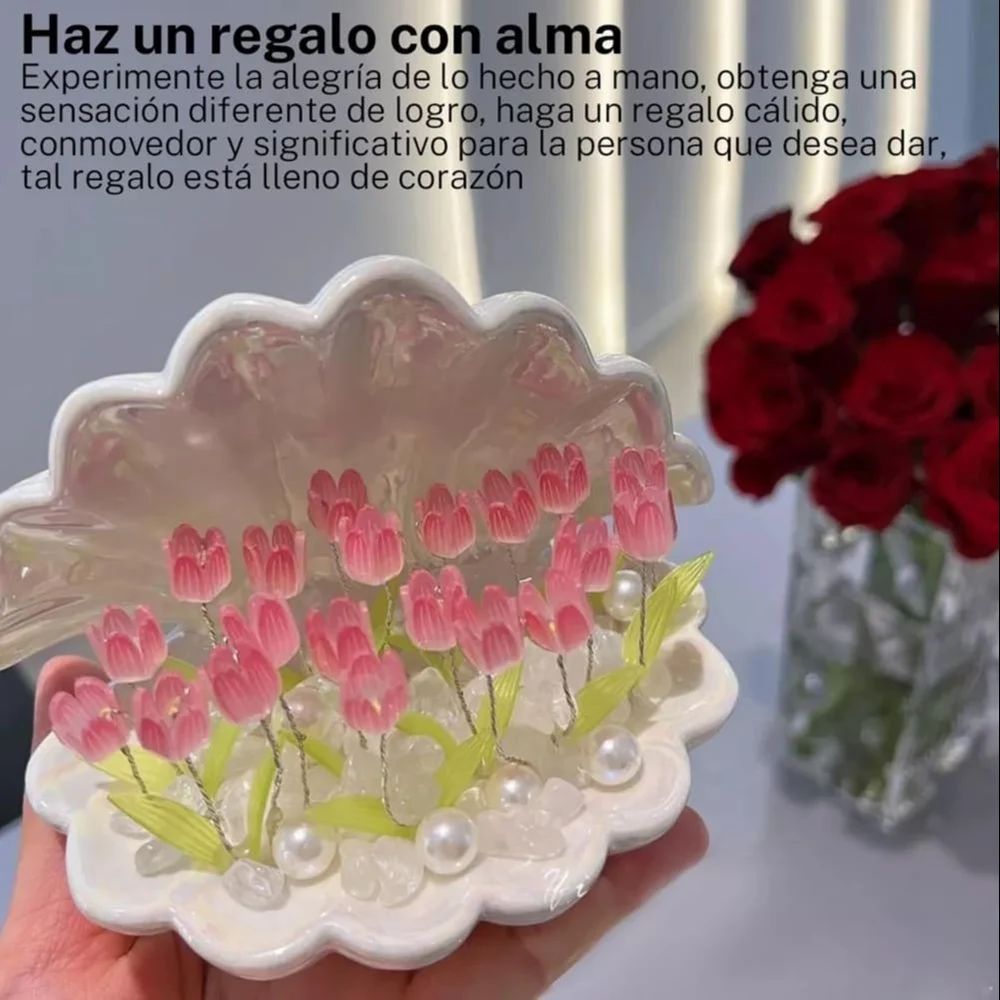 Haz un regalo con alma
Experimente la alegría de lo hecho a mano, obtenga una
sensación diferente de logro, haga un regalo cálido,
conmovedor y significativo para la persona que desea dar,
tal regalo está lleno de corazón